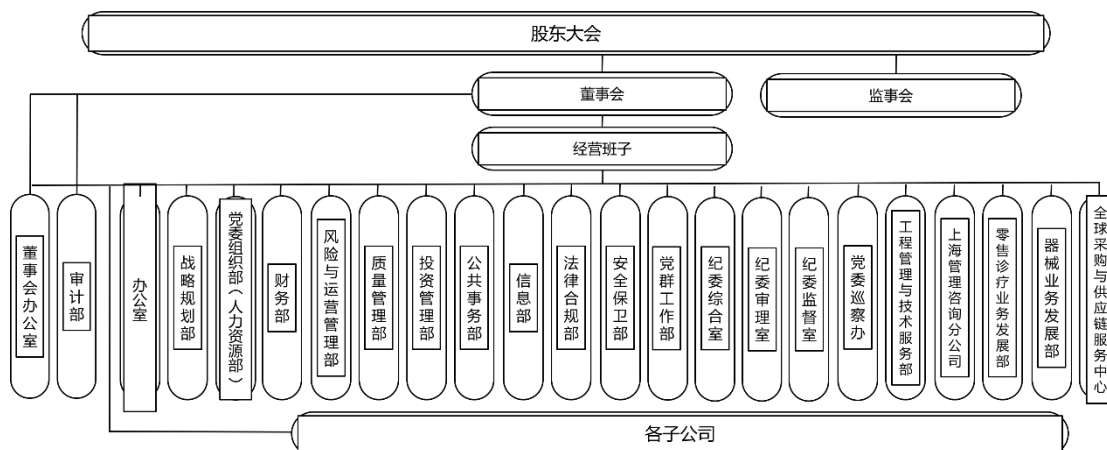 股东大会
董事会
监事会
经营班子
董事会办公室
审计部
办公室
战略规划部
党委组织部（人力资源部）
财务部
风险与运营管理部
质量管理部
投资管理部
公共事务部
信息部
法律合规部
安全保卫部
党群工作部
纪委综合室
纪委审理室
纪委监督室
党委巡察办
工程管理与技术服务部
上海管理咨询分公司
零售诊疗业务发展部
器械业务发展部
全球采购与供应链服务中心
各子公司